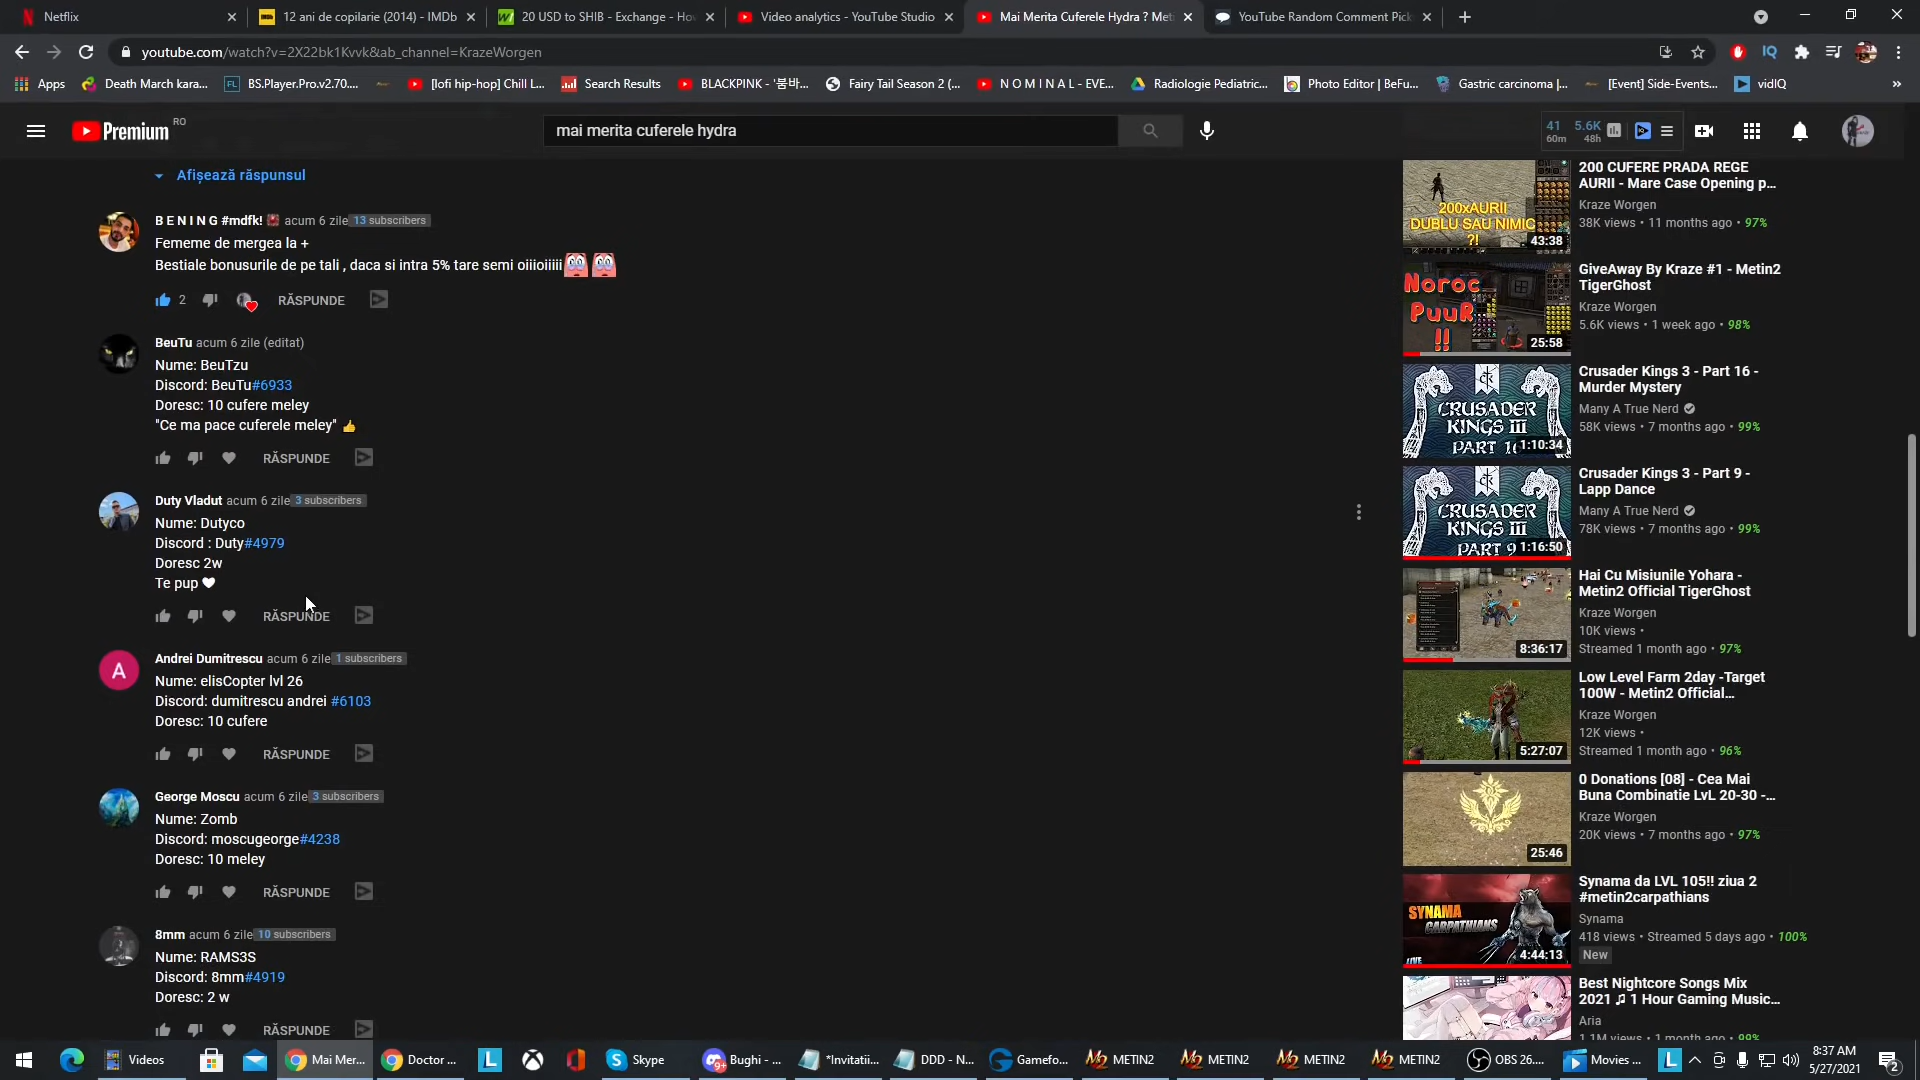 Netflix
12 ani de copilarie (2014) - IMDb
20 USD to SHIB - Exchange - Ho
Video analytics - YouTube Studio
Mai Merita Cuferele Hydra ? Met
YouTube Random Comment Pick
youtube.com/watch?v=2X22bk1Kvvk&ab_channel=KrazeWorgen
Apps
Death March kara...
BS.Player.Pro.v2.70....
[lofi hip-hop] Chill L...
Search Results
BLACKPINK - '붐바...
Fairy Tail Season 2 (...
N O M I N A L - EVE...
Radiologie Pediatric...
Photo Editor | BeFu...
Gastric carcinoma |...
[Event] Side-Events...
vidIQ
Premium RO
mai merita cuferele hydra
41 5.6K
60m 48h
Afișează răspunsul
B E N I N G #mdfk! acum 6 zile 13 subscribers
Fememe de mergea la +
Bestiale bonusurile de pe tali , daca si intra 5% tare semi oiiioiiiii
2 RĂSPUNDE
BeuTu acum 6 zile (editat)
Nume: BeuTzu
Discord: BeuTu#6933
Doresc: 10 cufere meley
"Ce ma pace cuferele meley" 👍
RĂSPUNDE
Duty Vladut acum 6 zile 3 subscribers
Nume: Dutyco
Discord : Duty#4979
Doresc 2w
Te pup ♥
RĂSPUNDE
Andrei Dumitrescu acum 6 zile 1 subscribers
Nume: elisCopter lvl 26
Discord: dumitrescu andrei #6103
Doresc: 10 cufere
RĂSPUNDE
A
George Moscu acum 6 zile 3 subscribers
Nume: Zomb
Discord: moscugeorge#4238
Doresc: 10 meley
RĂSPUNDE
8mm acum 6 zile 10 subscribers
Nume: RAMS3S
Discord: 8mm#4919
Doresc: 2 w
RĂSPUNDE
200xAURII
DUBLU SAU NIMIC
?!
43:38
200 CUFERE PRADA REGE
AURII - Mare Case Opening p...
Kraze Worgen
38K views • 11 months ago • 97%
Noroc
PuuR
!!
25:58
GiveAway By Kraze #1 - Metin2
TigerGhost
Kraze Worgen
5.6K views • 1 week ago • 98%
CRUSADER
KINGS III
PART 16
1:10:34
Crusader Kings 3 - Part 16 -
Murder Mystery
Many A True Nerd
58K views • 7 months ago • 99%
CRUSADER
KINGS III
PART 9
1:16:50
Crusader Kings 3 - Part 9 -
Lapp Dance
Many A True Nerd
78K views • 7 months ago • 99%
8:36:17
Hai Cu Misiunile Yohara -
Metin2 Official TigerGhost
Kraze Worgen
10K views •
Streamed 1 month ago • 97%
5:27:07
Low Level Farm 2day -Target
100W - Metin2 Official...
Kraze Worgen
12K views •
Streamed 1 month ago • 96%
25:46
0 Donations [08] - Cea Mai
Buna Combinatie LvL 20-30 -...
Kraze Worgen
20K views • 7 months ago • 97%
SYNAMA
CARPATHIANS
LIVE
4:44:13
Synama da LVL 105!! ziua 2
#metin2carpathians
Synama
418 views • Streamed 5 days ago • 100%
New
Best Nightcore Songs Mix
2021 ♫ 1 Hour Gaming Music...
Aria
1.1M views • 1 month ago • 99%
Videos
Mai Mer...
Doctor ...
Skype
Bughi - ...
*Invitatii...
DDD - N...
Gamefo...
METIN2
METIN2
METIN2
METIN2
OBS 26....
Movies ...
8:37 AM
5/27/2021
2